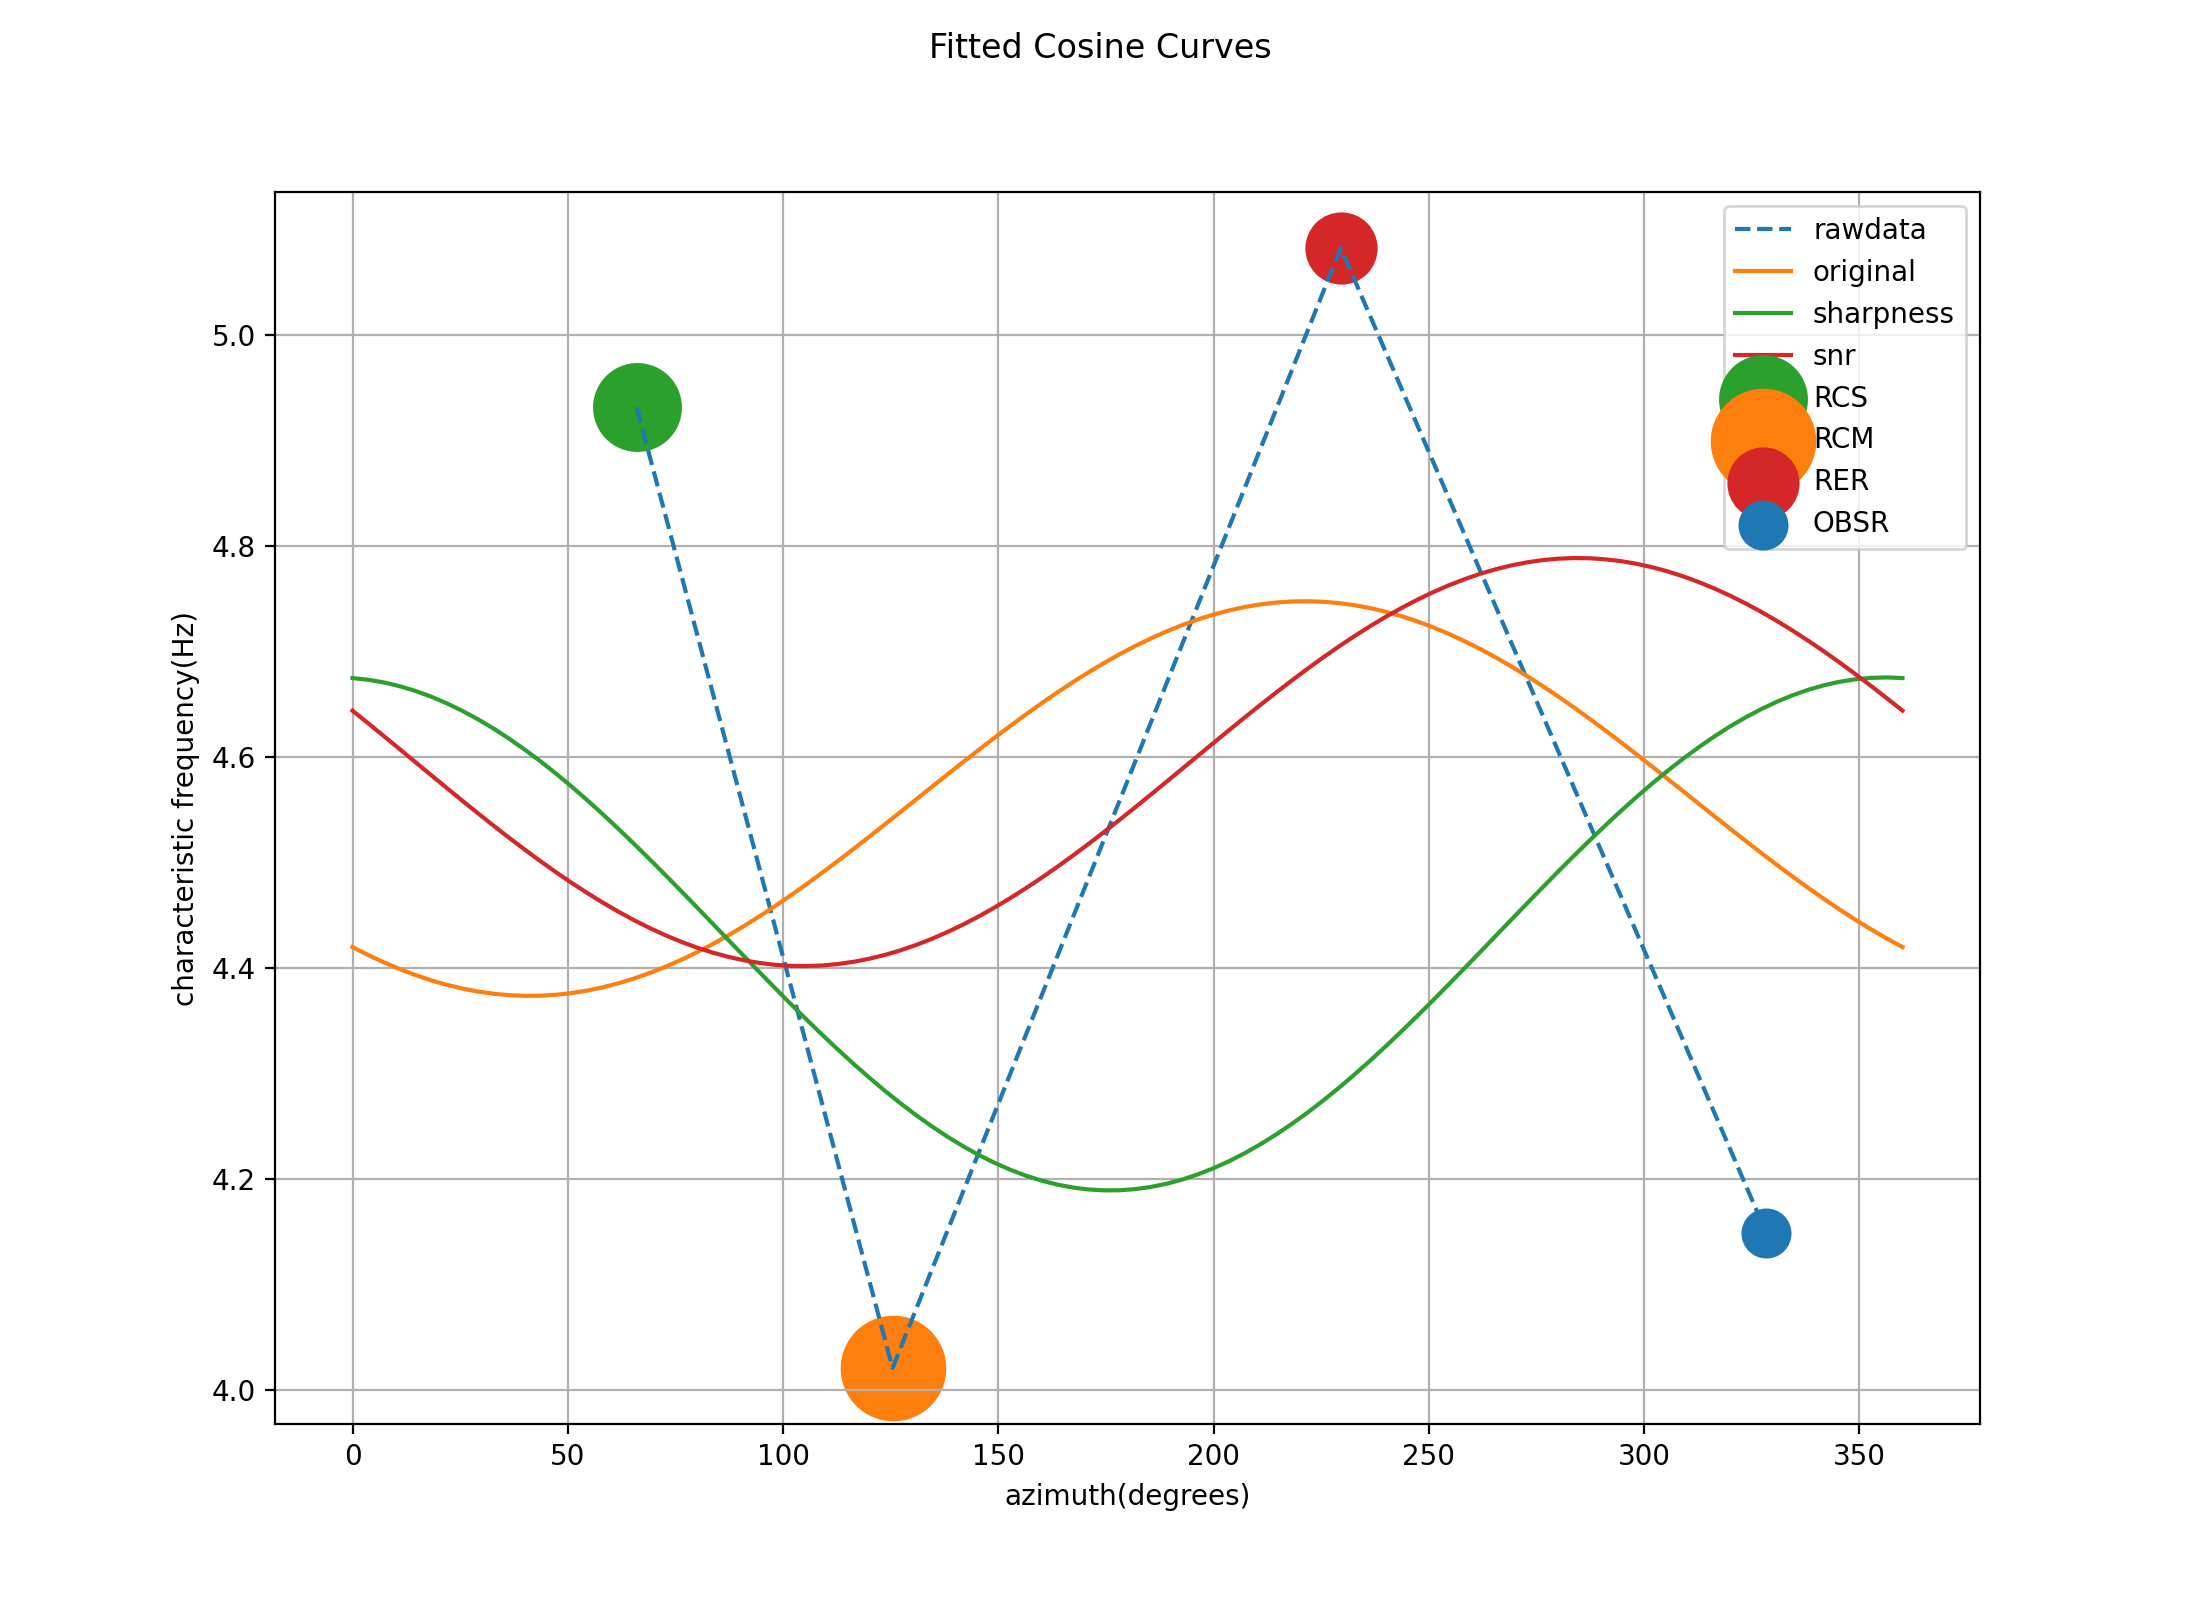 Fitted Cosine Curves
rawdata
original
sharpness
snr
RCS
RCM
RER
OBSR
characteristic frequency(Hz)
5.0
4.8
4.6
4.4
4.2
4.0
0 50 100 150 200 250 300 350
azimuth(degrees)